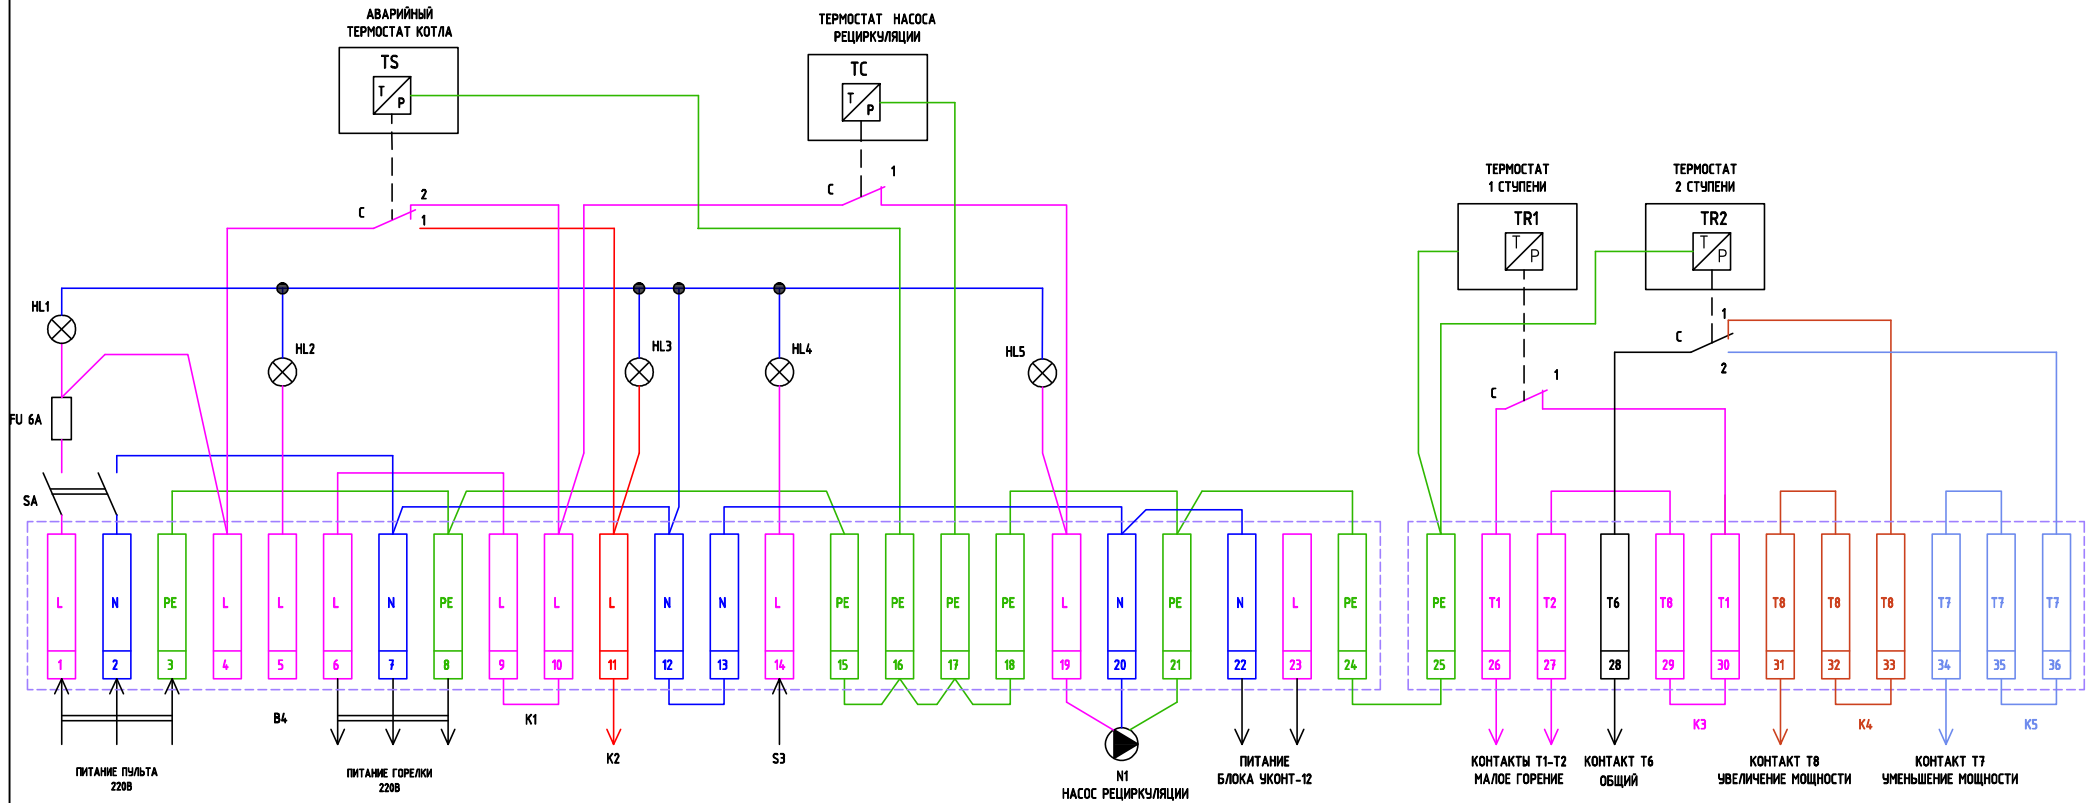 АВАРИЙНЫЙ
ТЕРМОСТАТ КОТЛА
TS
T
P
ТЕРМОСТАТ НАСОСА
РЕЦИРКУЛЯЦИИ
TC
T
P
ТЕРМОСТАТ
1 СТУПЕНИ
TR1
T
P
ТЕРМОСТАТ
2 СТУПЕНИ
TR2
T
P
C
2
1
C
1
C
1
2
C
1
HL1
HL2
HL3
HL4
HL5
FU 6A
SA
L
N
PE
L
L
L
N
PE
L
L
L
N
N
L
PE
PE
PE
PE
L
N
PE
N
L
PE
PE
T1
T2
T6
T8
T1
T8
T8
T8
T7
T7
T7
1
2
3
4
5
6
7
8
9
10
11
12
13
14
15
16
17
18
19
20
21
22
23
24
25
26
27
28
29
30
31
32
33
34
35
36
B4
K1
K3
K4
K5
ПИТАНИЕ ПУЛЬТА
220В
ПИТАНИЕ ГОРЕЛКИ
220В
K2
S3
N1
НАСОС РЕЦИРКУЛЯЦИИ
ПИТАНИЕ
БЛОКА УКОНТ-12
КОНТАКТЫ Т1-Т2
МАЛОЕ ГОРЕНИЕ
КОНТАКТ Т6
ОБЩИЙ
КОНТАКТ Т8
УВЕЛИЧЕНИЕ МОЩНОСТИ
КОНТАКТ Т7
УМЕНЬШЕНИЕ МОЩНОСТИ